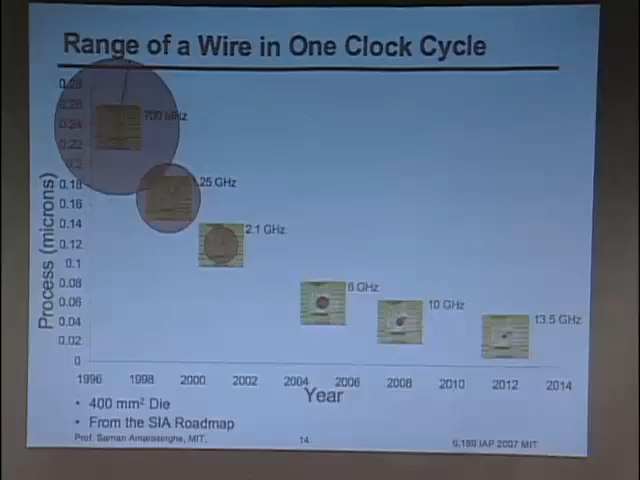 Range of a Wire in One Clock Cycle
0.28
0.26
0.24
0.22
0.2
0.18
0.16
0.14
0.12
0.1
0.08
0.06
0.04
0.02
0
Process (microns)
700 MHz
.25 GHz
2.1 GHz
6 GHz
10 GHz
13.5 GHz
1996 1998 2000 2002 2004 2006 2008 2010 2012 2014
Year
• 400 mm² Die
• From the SIA Roadmap
Prof. Saman Amarasinghe, MIT.
14
6.189 IAP 2007 MIT